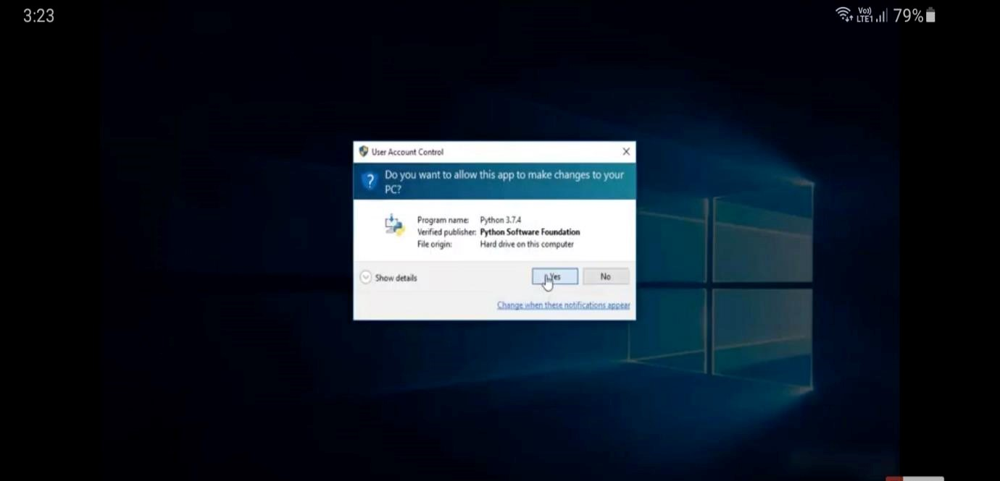 3:23
Vo))
LTE1
79%
User Account Control
Do you want to allow this app to make changes to your
PC?
Program name: Python 3.7.4
Verified publisher: Python Software Foundation
File origin: Hard drive on this computer
Show details
Yes
No
Change when these notifications appear